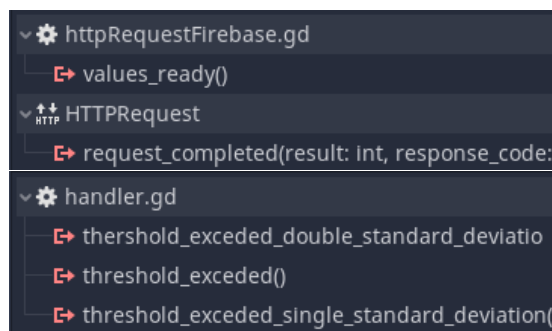 httpRequestFirebase.gd
values_ready()
HTTP HTTPRequest
request_completed(result: int, response_code:
handler.gd
thershold_exceded_double_standard_deviatio
threshold_exceded()
threshold_exceded_single_standard_deviation(